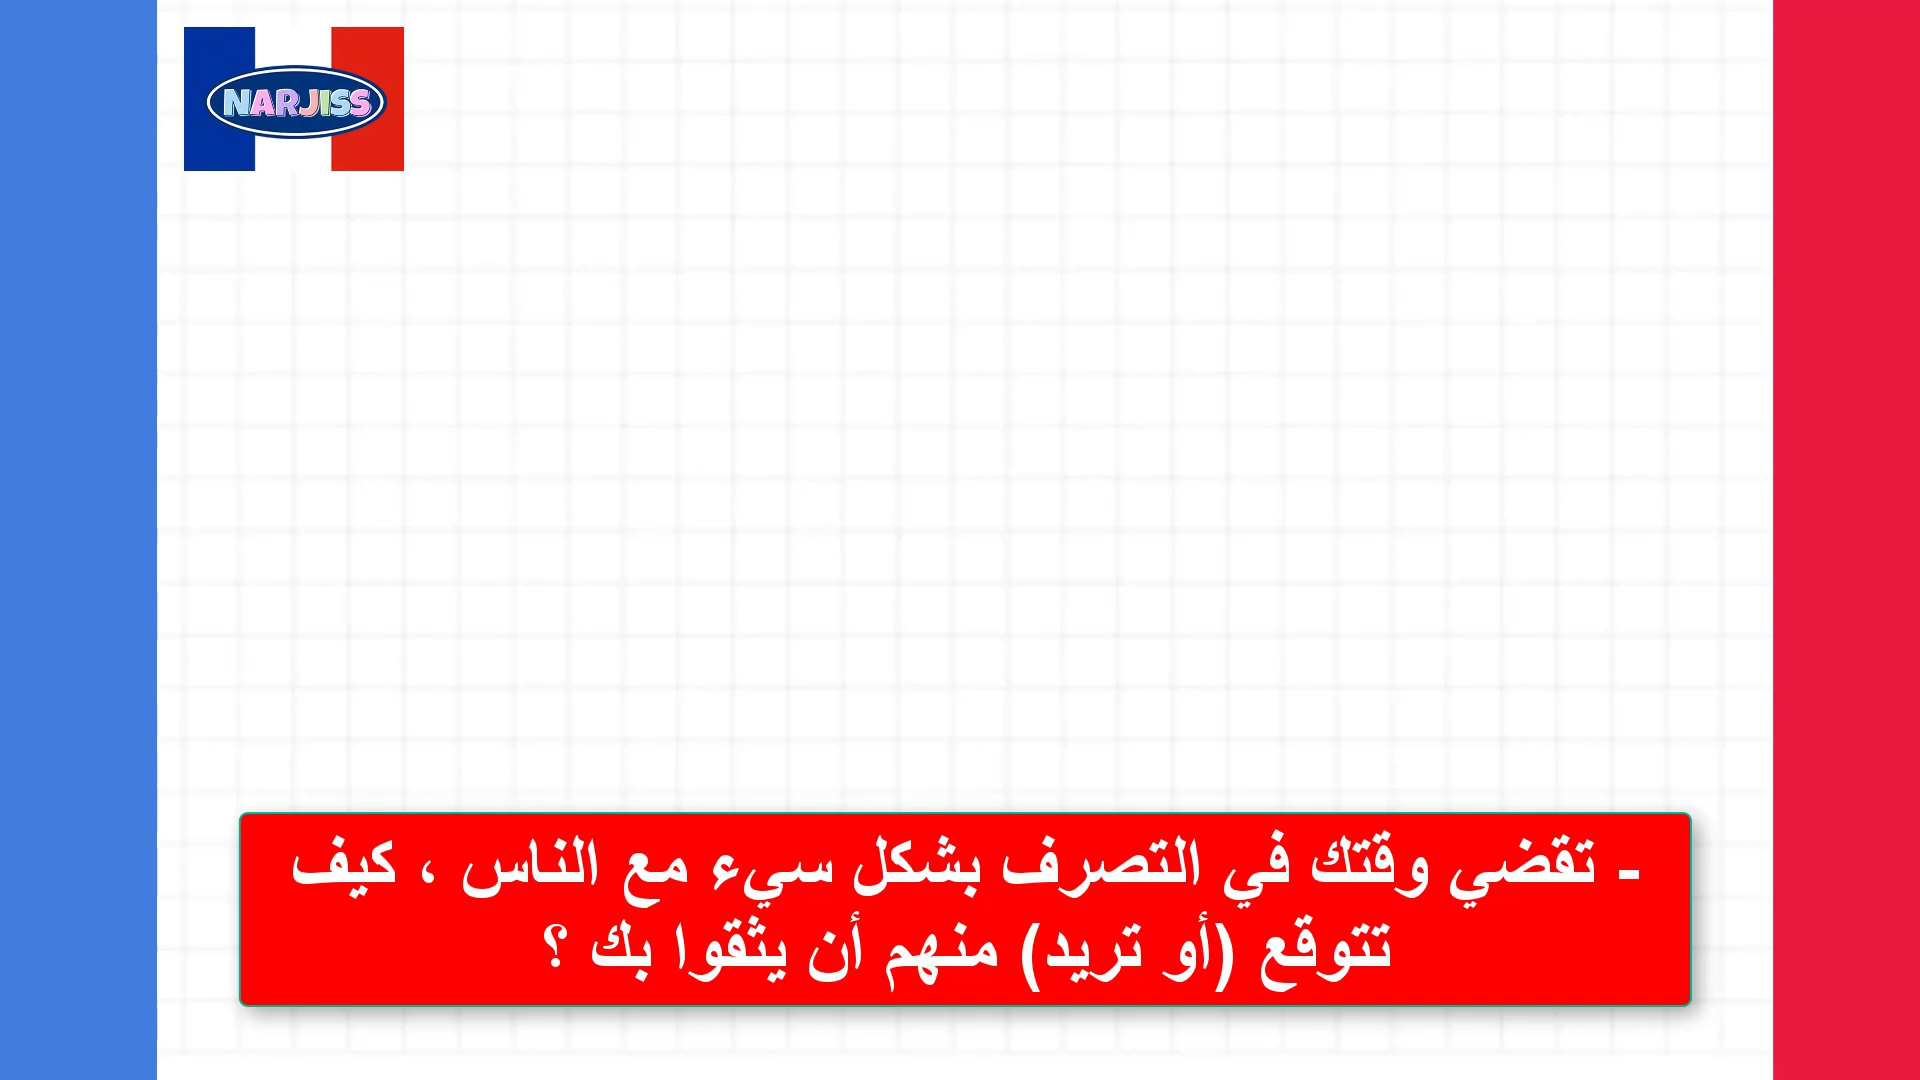 NARJISS
- تقضي وقتك في التصرف بشكل سيء مع الناس ، كيف
تتوقع (أو تريد) منهم أن يثقوا بك ؟